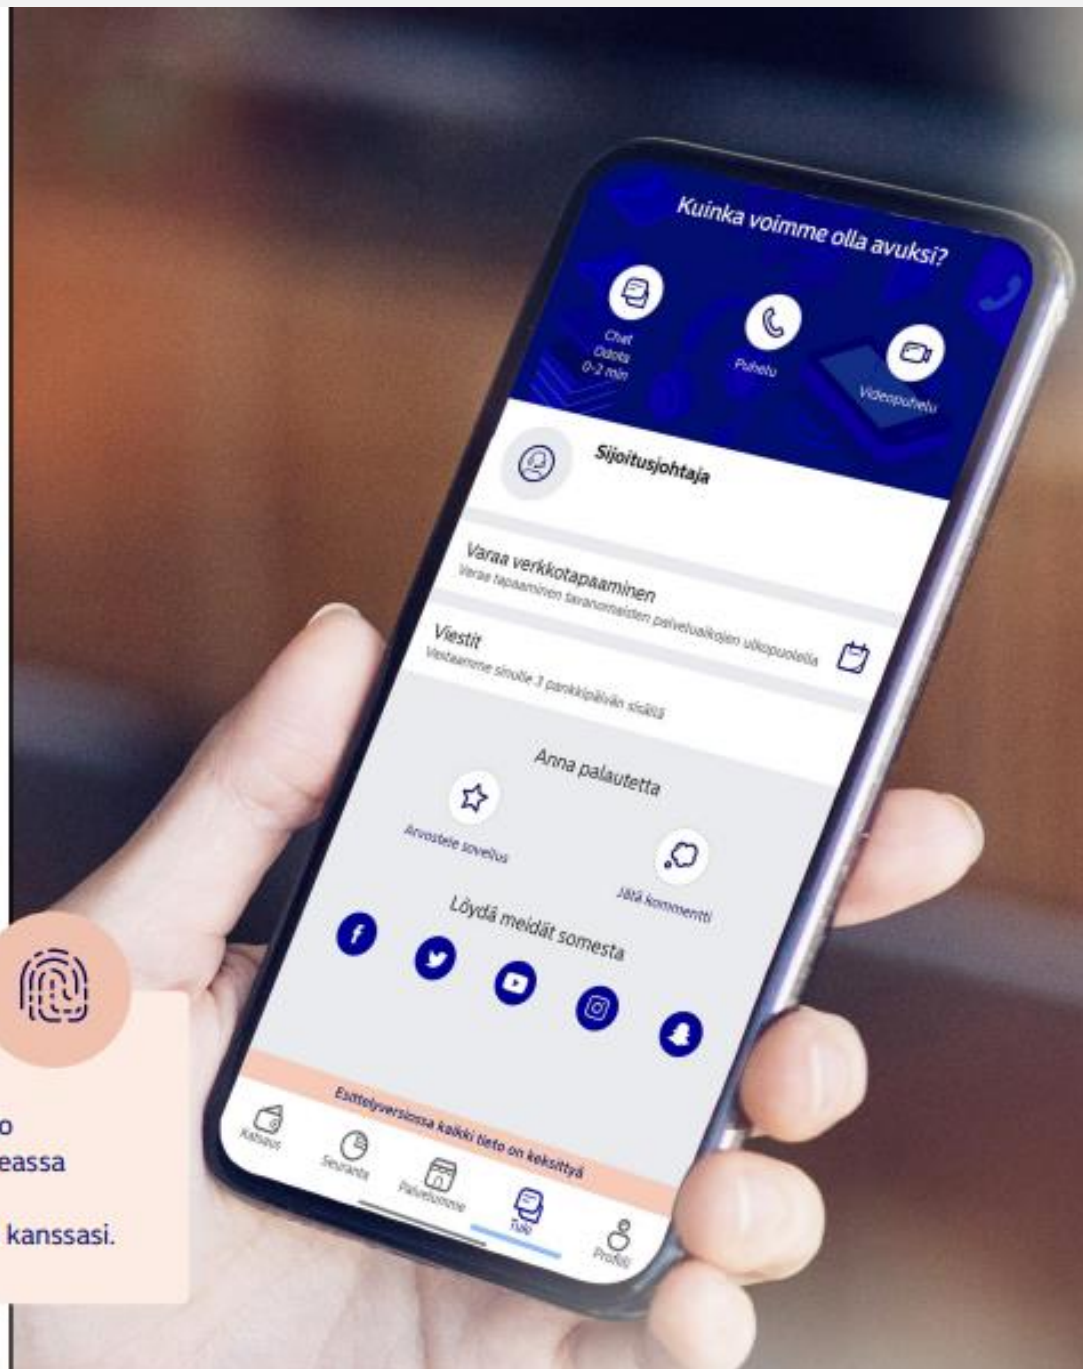 Kuinka voimme olla avuksi?
Chat
Odota
0-2 min
Puhelu
Videopuhelu
Sijoitusjohtaja
Varaa verkkotapaaminen
Varaa tapaaminen tavanomaisten palveluaikojen ulkopuolella
Viestit
Vastaamme sinulle 3 pankkipäivän sisällä
Anna palautetta
Arvostele sovellus
Jätä kommentti
Löydä meidät somesta
Esittelyversiossa kaikki tieto on keksittyä
Katsaus
Seuranta
Palvelumme
Tuki
Profiili
o
eassa
kanssasi.